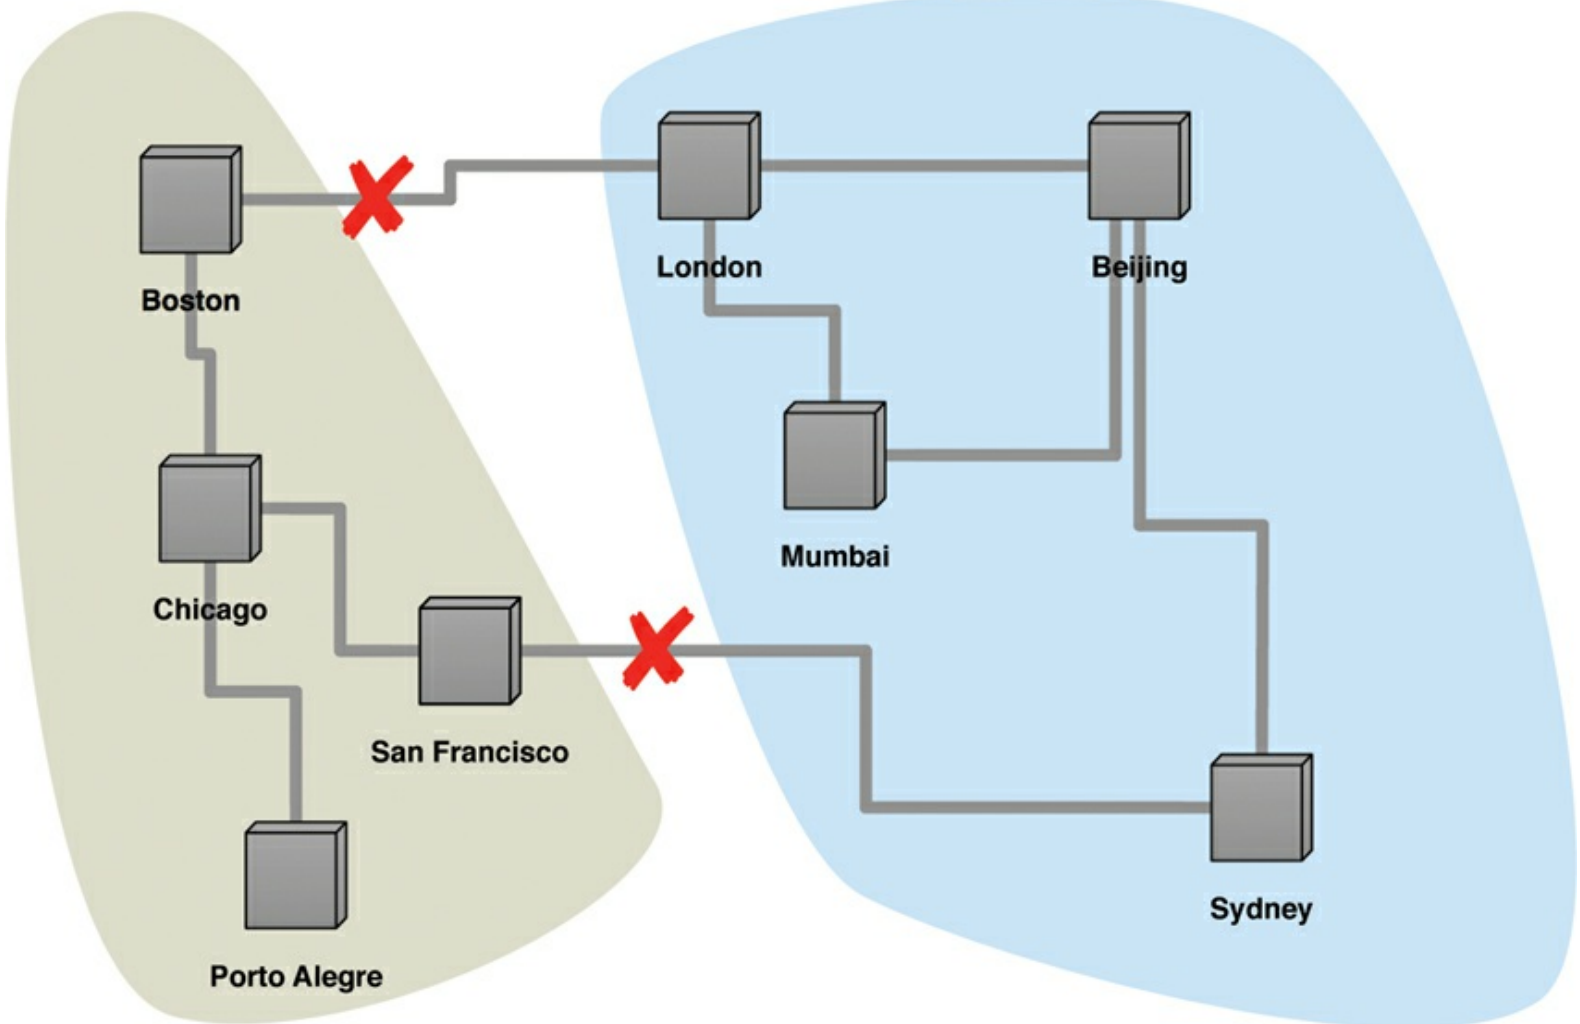 London
Beijing
Boston
Mumbai
Chicago
San Francisco
Sydney
Porto Alegre